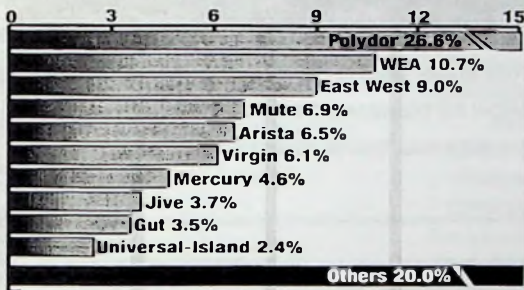 0 3 6 9 12 15
Polydor 26.6%
WEA 10.7%
East West 9.0%
Mute 6.9%
Arista 6.5%
Virgin 6.1%
Mercury 4.6%
Jive 3.7%
Gut 3.5%
Universal-Island 2.4%
Others 20.0%